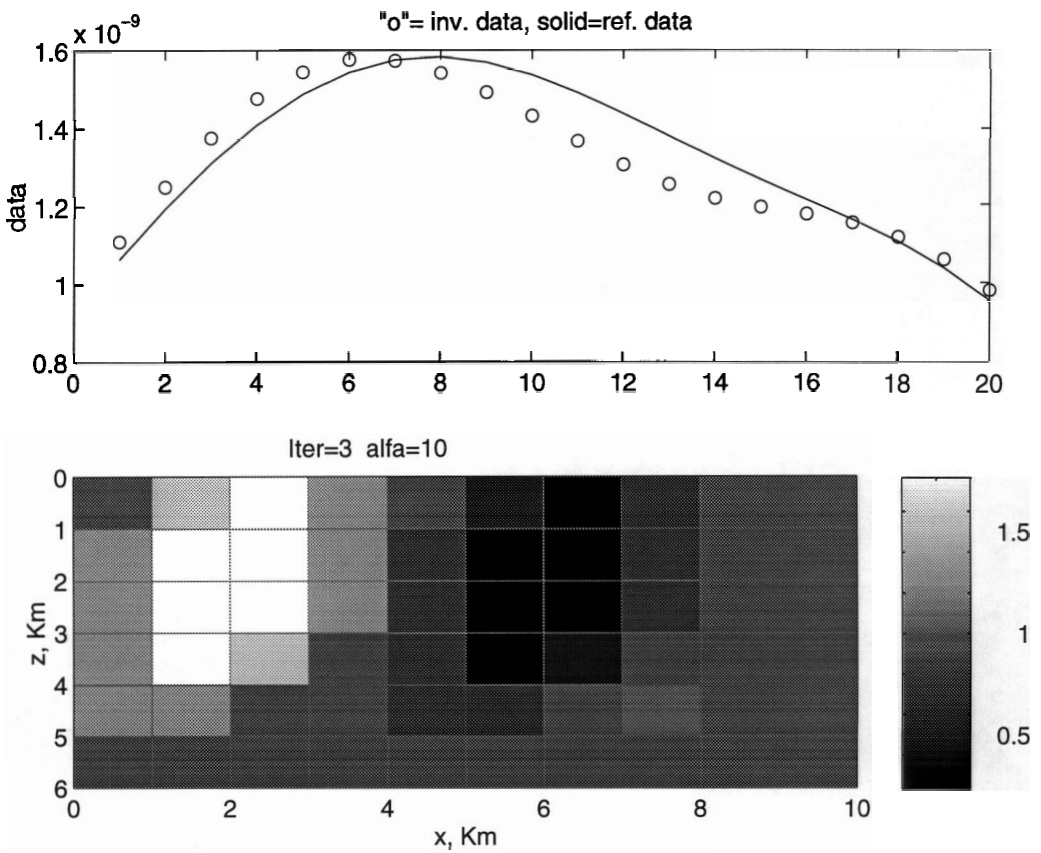 "o"= inv. data, solid=ref. data
x 10⁻⁹
1.6
1.4
1.2
1
0.8
data
0 2 4 6 8 10 12 14 16 18 20
Iter=3 alfa=10
0
1
2
3
4
5
6
z, Km
0 2 4 6 8 10
x, Km
1.5
1
0.5